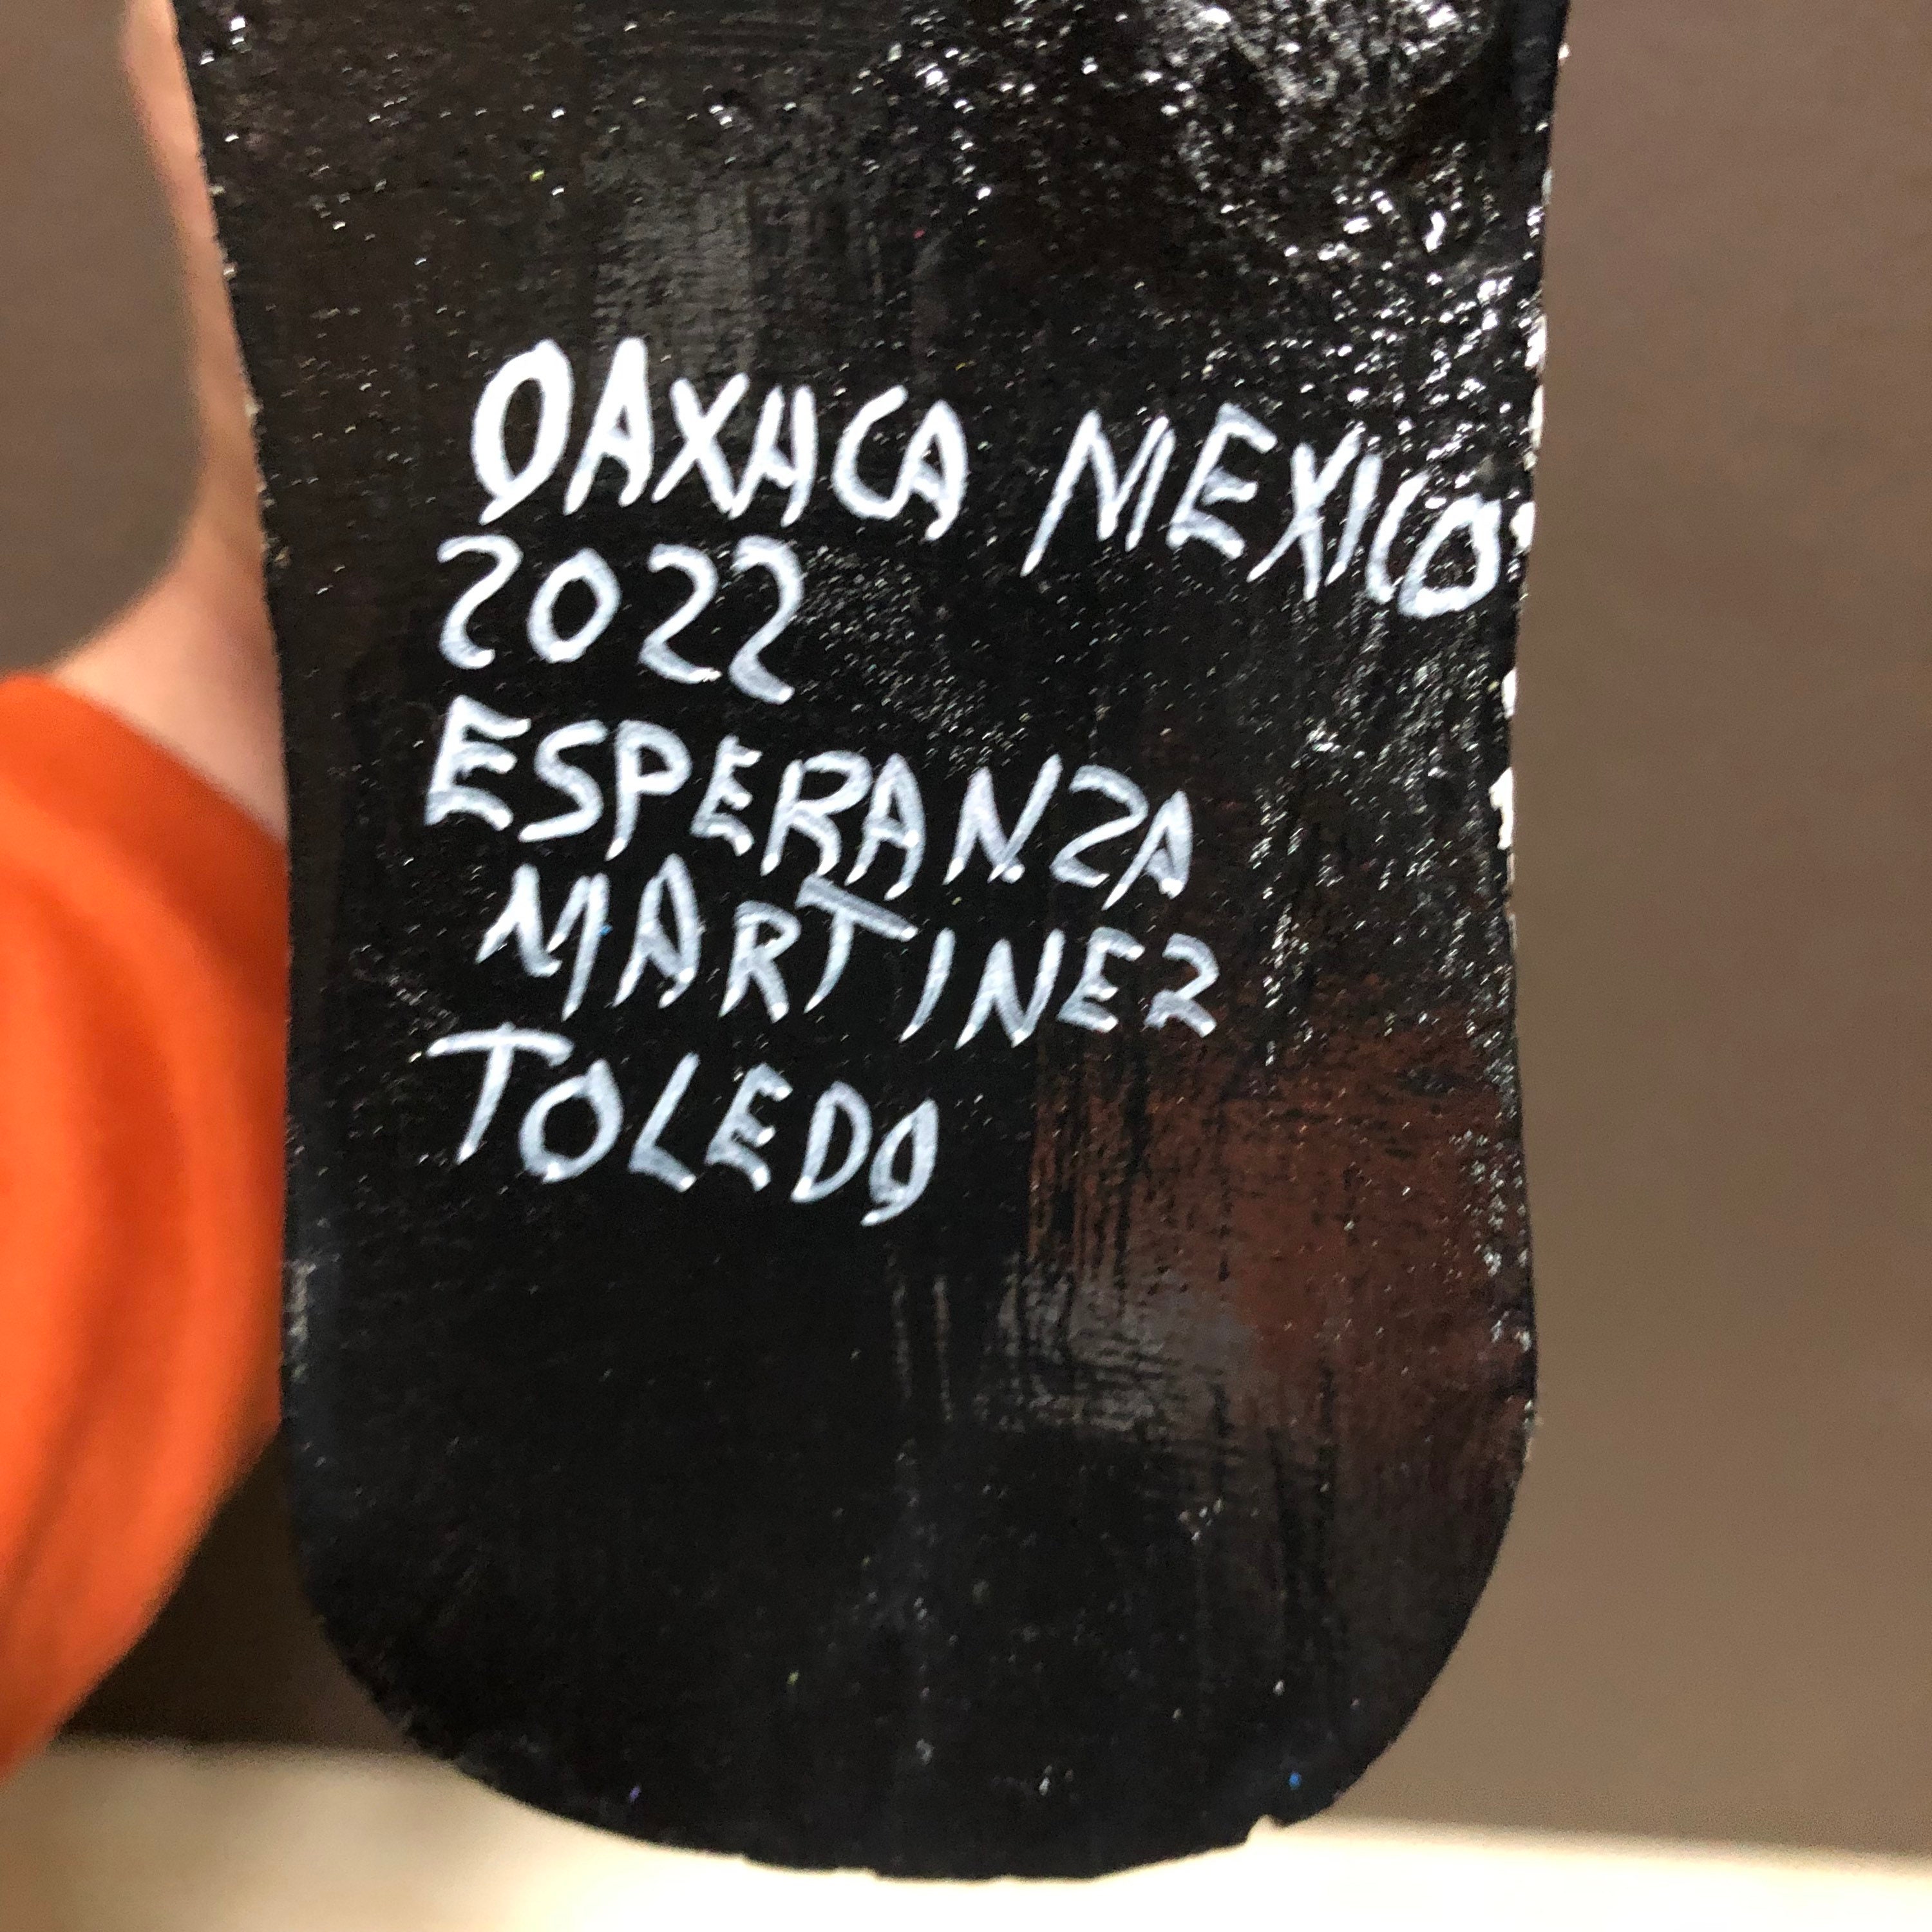 OAXACA MEXICO
2022
ESPERANZA
MARTINEZ
TOLEDO